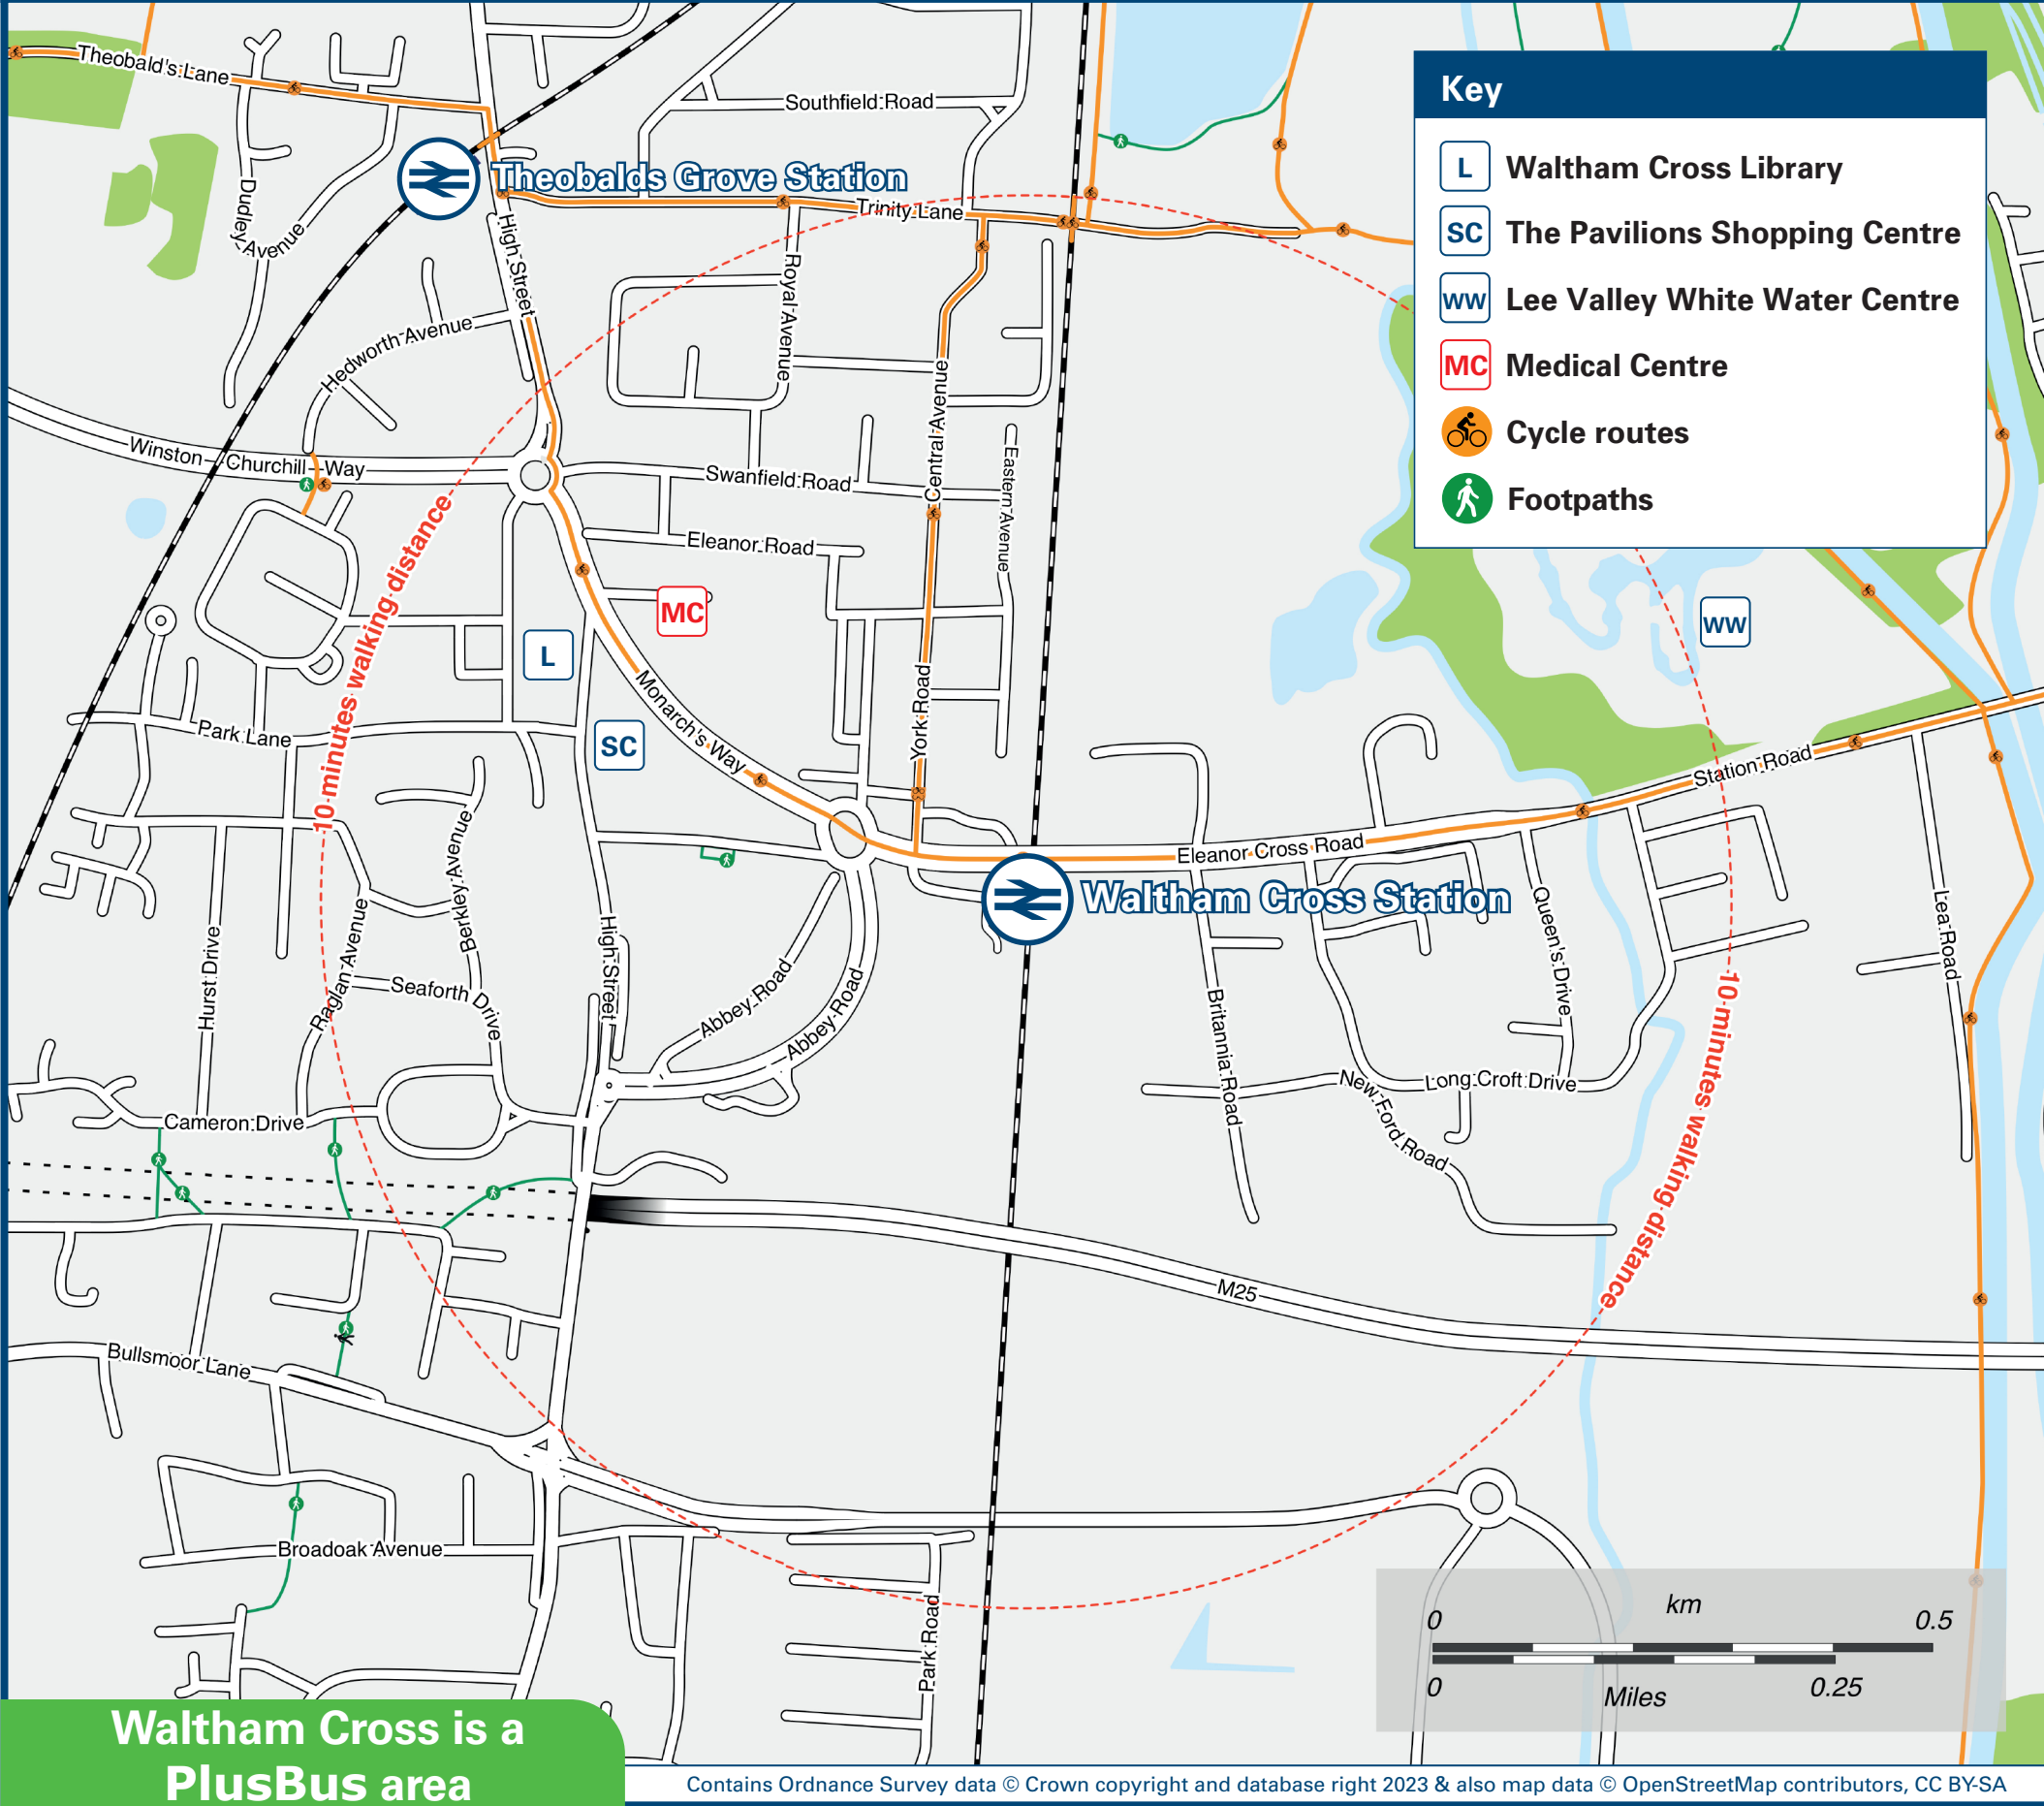 Theobald's Lane
Southfield Road
Key
L Waltham Cross Library
SC The Pavilions Shopping Centre
WW Lee Valley White Water Centre
MC Medical Centre
Cycle routes
Footpaths
Theobalds Grove Station
Trinity Lane
Dudley Avenue
High Street
Royal Avenue
Hedworth Avenue
Central Avenue
Winston Churchill Way
Swanfield Road
Eastern Avenue
10 minutes walking distance
Eleanor Road
MC
WW
L
Monarch's Way
York Road
Park Lane
SC
Station Road
Berkley Avenue
Eleanor Cross Road
Waltham Cross Station
Queen's Drive
Lea Road
Hurst Drive
Raglan Avenue
High Street
Seaforth Drive
Abbey Road
Abbey Road
Britannia Road
10 minutes walking distance
New Ford Road
Long Croft Drive
Cameron Drive
M25
Bullsmoor Lane
Broadoak Avenue
Park Road
km
0 0.5
0 0.25
Miles
Waltham Cross is a
PlusBus area
Contains Ordnance Survey data © Crown copyright and database right 2023 & also map data © OpenStreetMap contributors, CC BY-SA